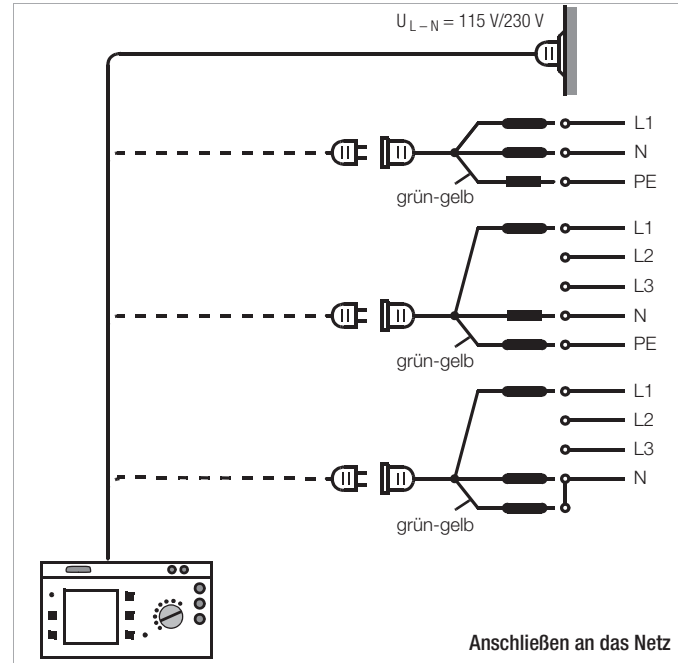 U L – N = 115 V/230 V
L1
N
PE
grün-gelb
L1
L2
L3
N
PE
grün-gelb
L1
L2
L3
N
grün-gelb
Anschließen an das Netz